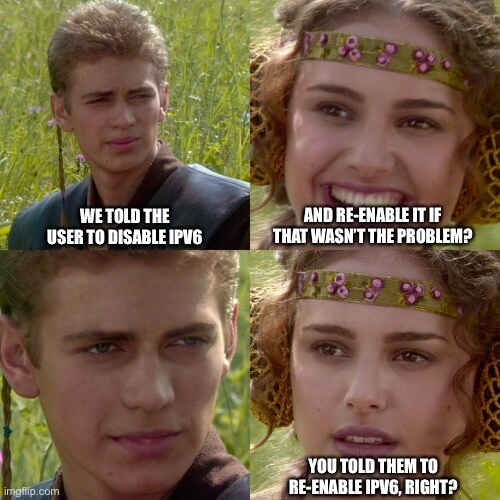 WE TOLD THE
USER TO DISABLE IPV6
AND RE-ENABLE IT IF
THAT WASN'T THE PROBLEM?
YOU TOLD THEM TO
RE-ENABLE IPV6, RIGHT?
imgflip.com